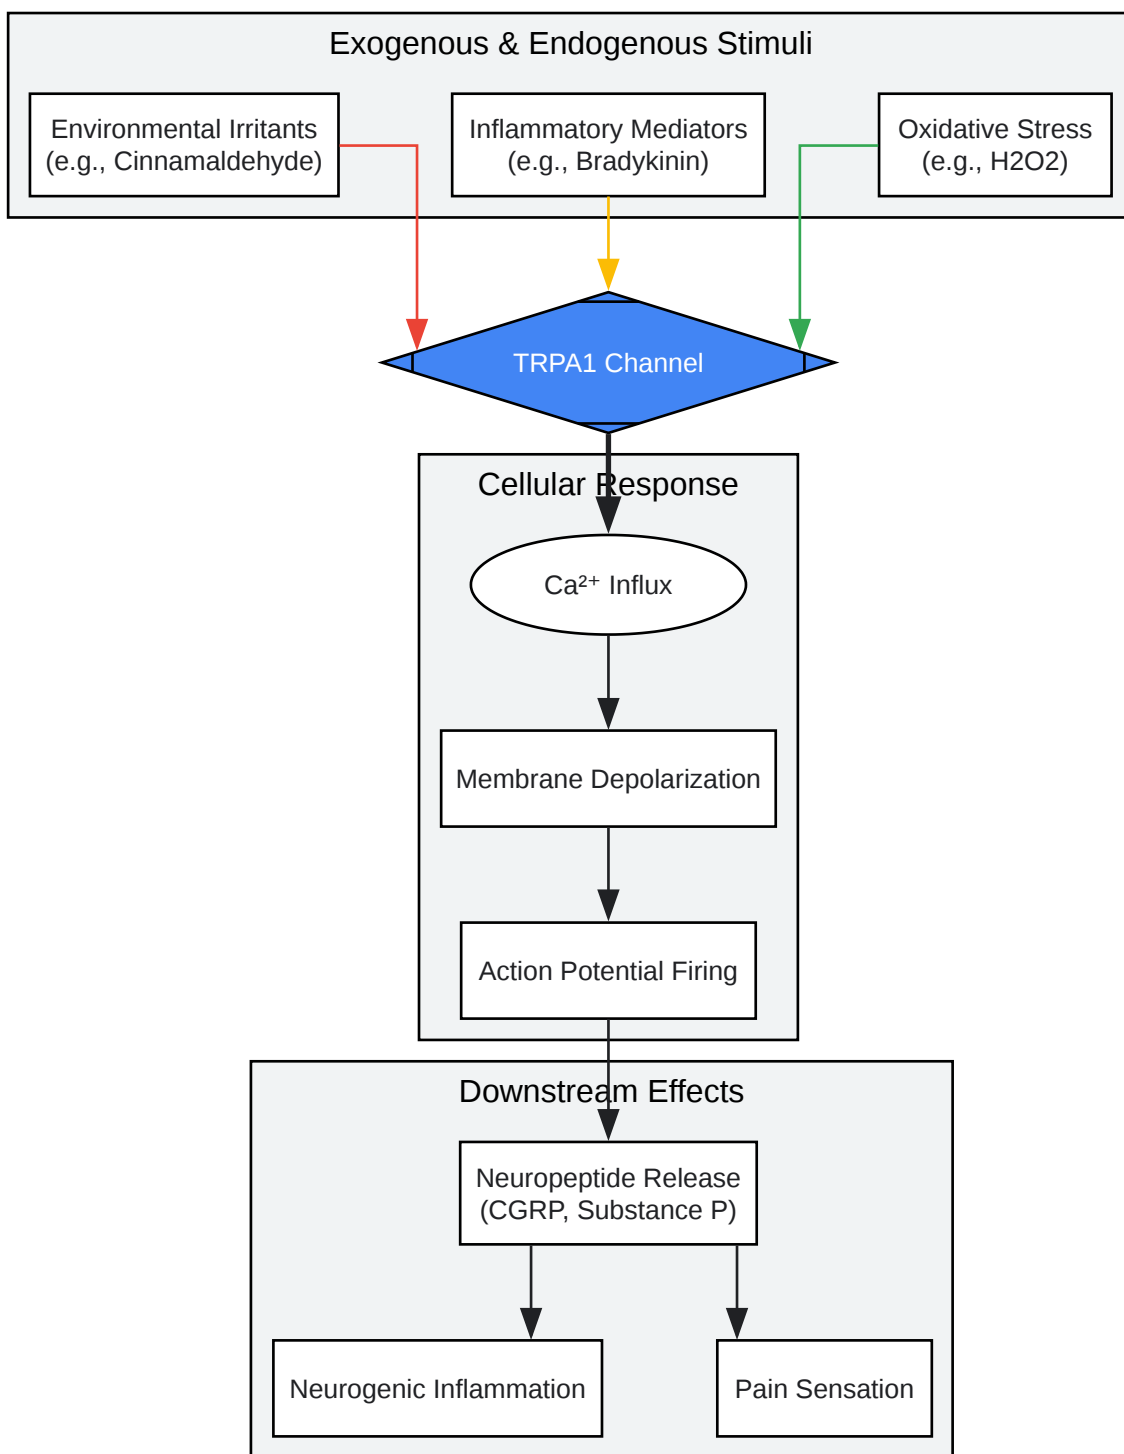 Exogenous & Endogenous Stimuli
Environmental Irritants
(e.g., Cinnamaldehyde)
Inflammatory Mediators
(e.g., Bradykinin)
Oxidative Stress
(e.g., H2O2)
TRPA1 Channel
Cellular Response
Ca²⁺ Influx
Membrane Depolarization
Action Potential Firing
Downstream Effects
Neuropeptide Release
(CGRP, Substance P)
Neurogenic Inflammation
Pain Sensation